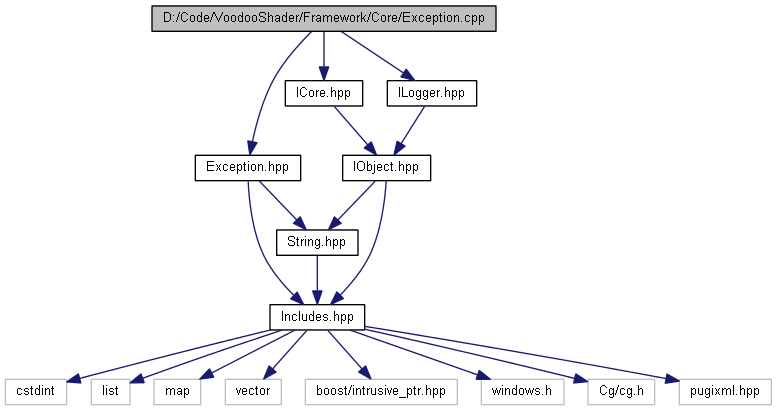 D:/Code/VoodooShader/Framework/Core/Exception.cpp
ICore.hpp
ILogger.hpp
Exception.hpp
IObject.hpp
String.hpp
Includes.hpp
cstdint
list
map
vector
boost/intrusive_ptr.hpp
windows.h
Cg/cg.h
pugixml.hpp